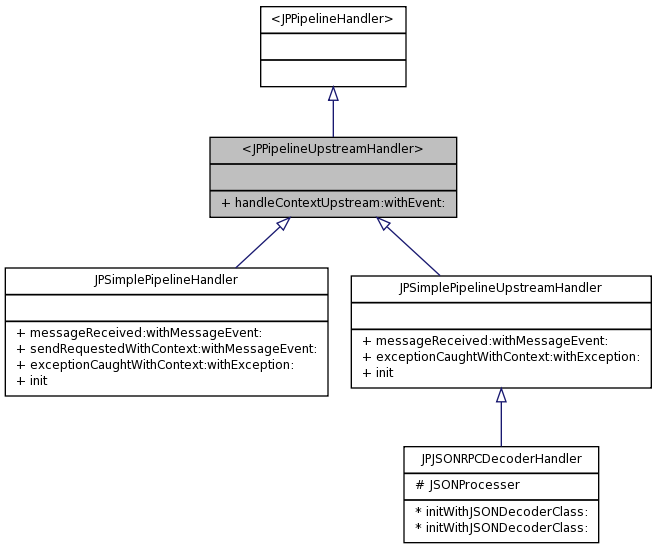 <JPPipelineHandler>
<JPPipelineUpstreamHandler>
+ handleContextUpstream:withEvent:
JPSimplePipelineHandler
+ messageReceived:withMessageEvent:
+ sendRequestedWithContext:withMessageEvent:
+ exceptionCaughtWithContext:withException:
+ init
JPSimplePipelineUpstreamHandler
+ messageReceived:withMessageEvent:
+ exceptionCaughtWithContext:withException:
+ init
JPJSONRPCDecoderHandler
# JSONProcesser
* initWithJSONDecoderClass:
* initWithJSONDecoderClass: